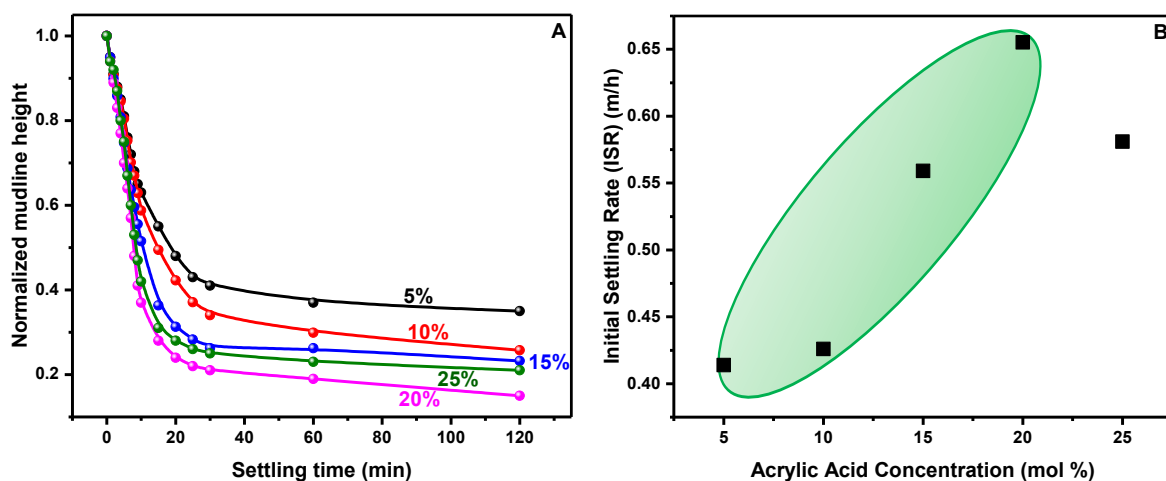 A
Normalized mudline height
1.0
0.8
0.6
0.4
0.2
5%
10%
15%
25%
20%
0 20 40 60 80 100 120
Settling time (min)
B
Initial Settling Rate (ISR) (m/h)
0.65
0.60
0.55
0.50
0.45
0.40
5 10 15 20 25
Acrylic Acid Concentration (mol %)